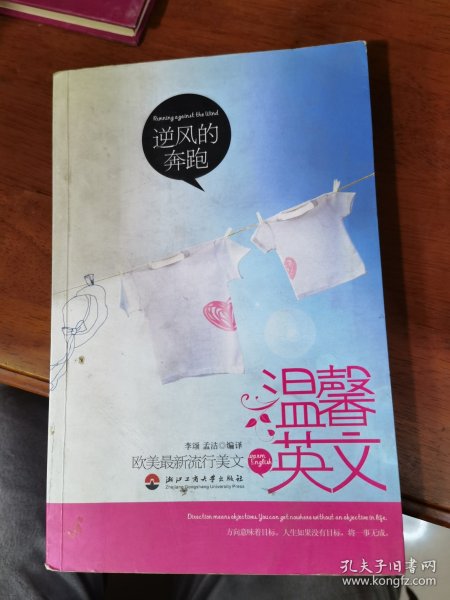 Running against the Wind
逆风的
奔跑
温馨
英文
warm
English
李颂 孟洁◎编译
欧美最新流行美文
浙江工商大学出版社
Zhejiang Gongshang University Press
Direction means objectives. You can get nowhere without an objective in life.
方向意味着目标。人生如果没有目标，将一事无成。
孔夫子旧书网
www.kongfz.com